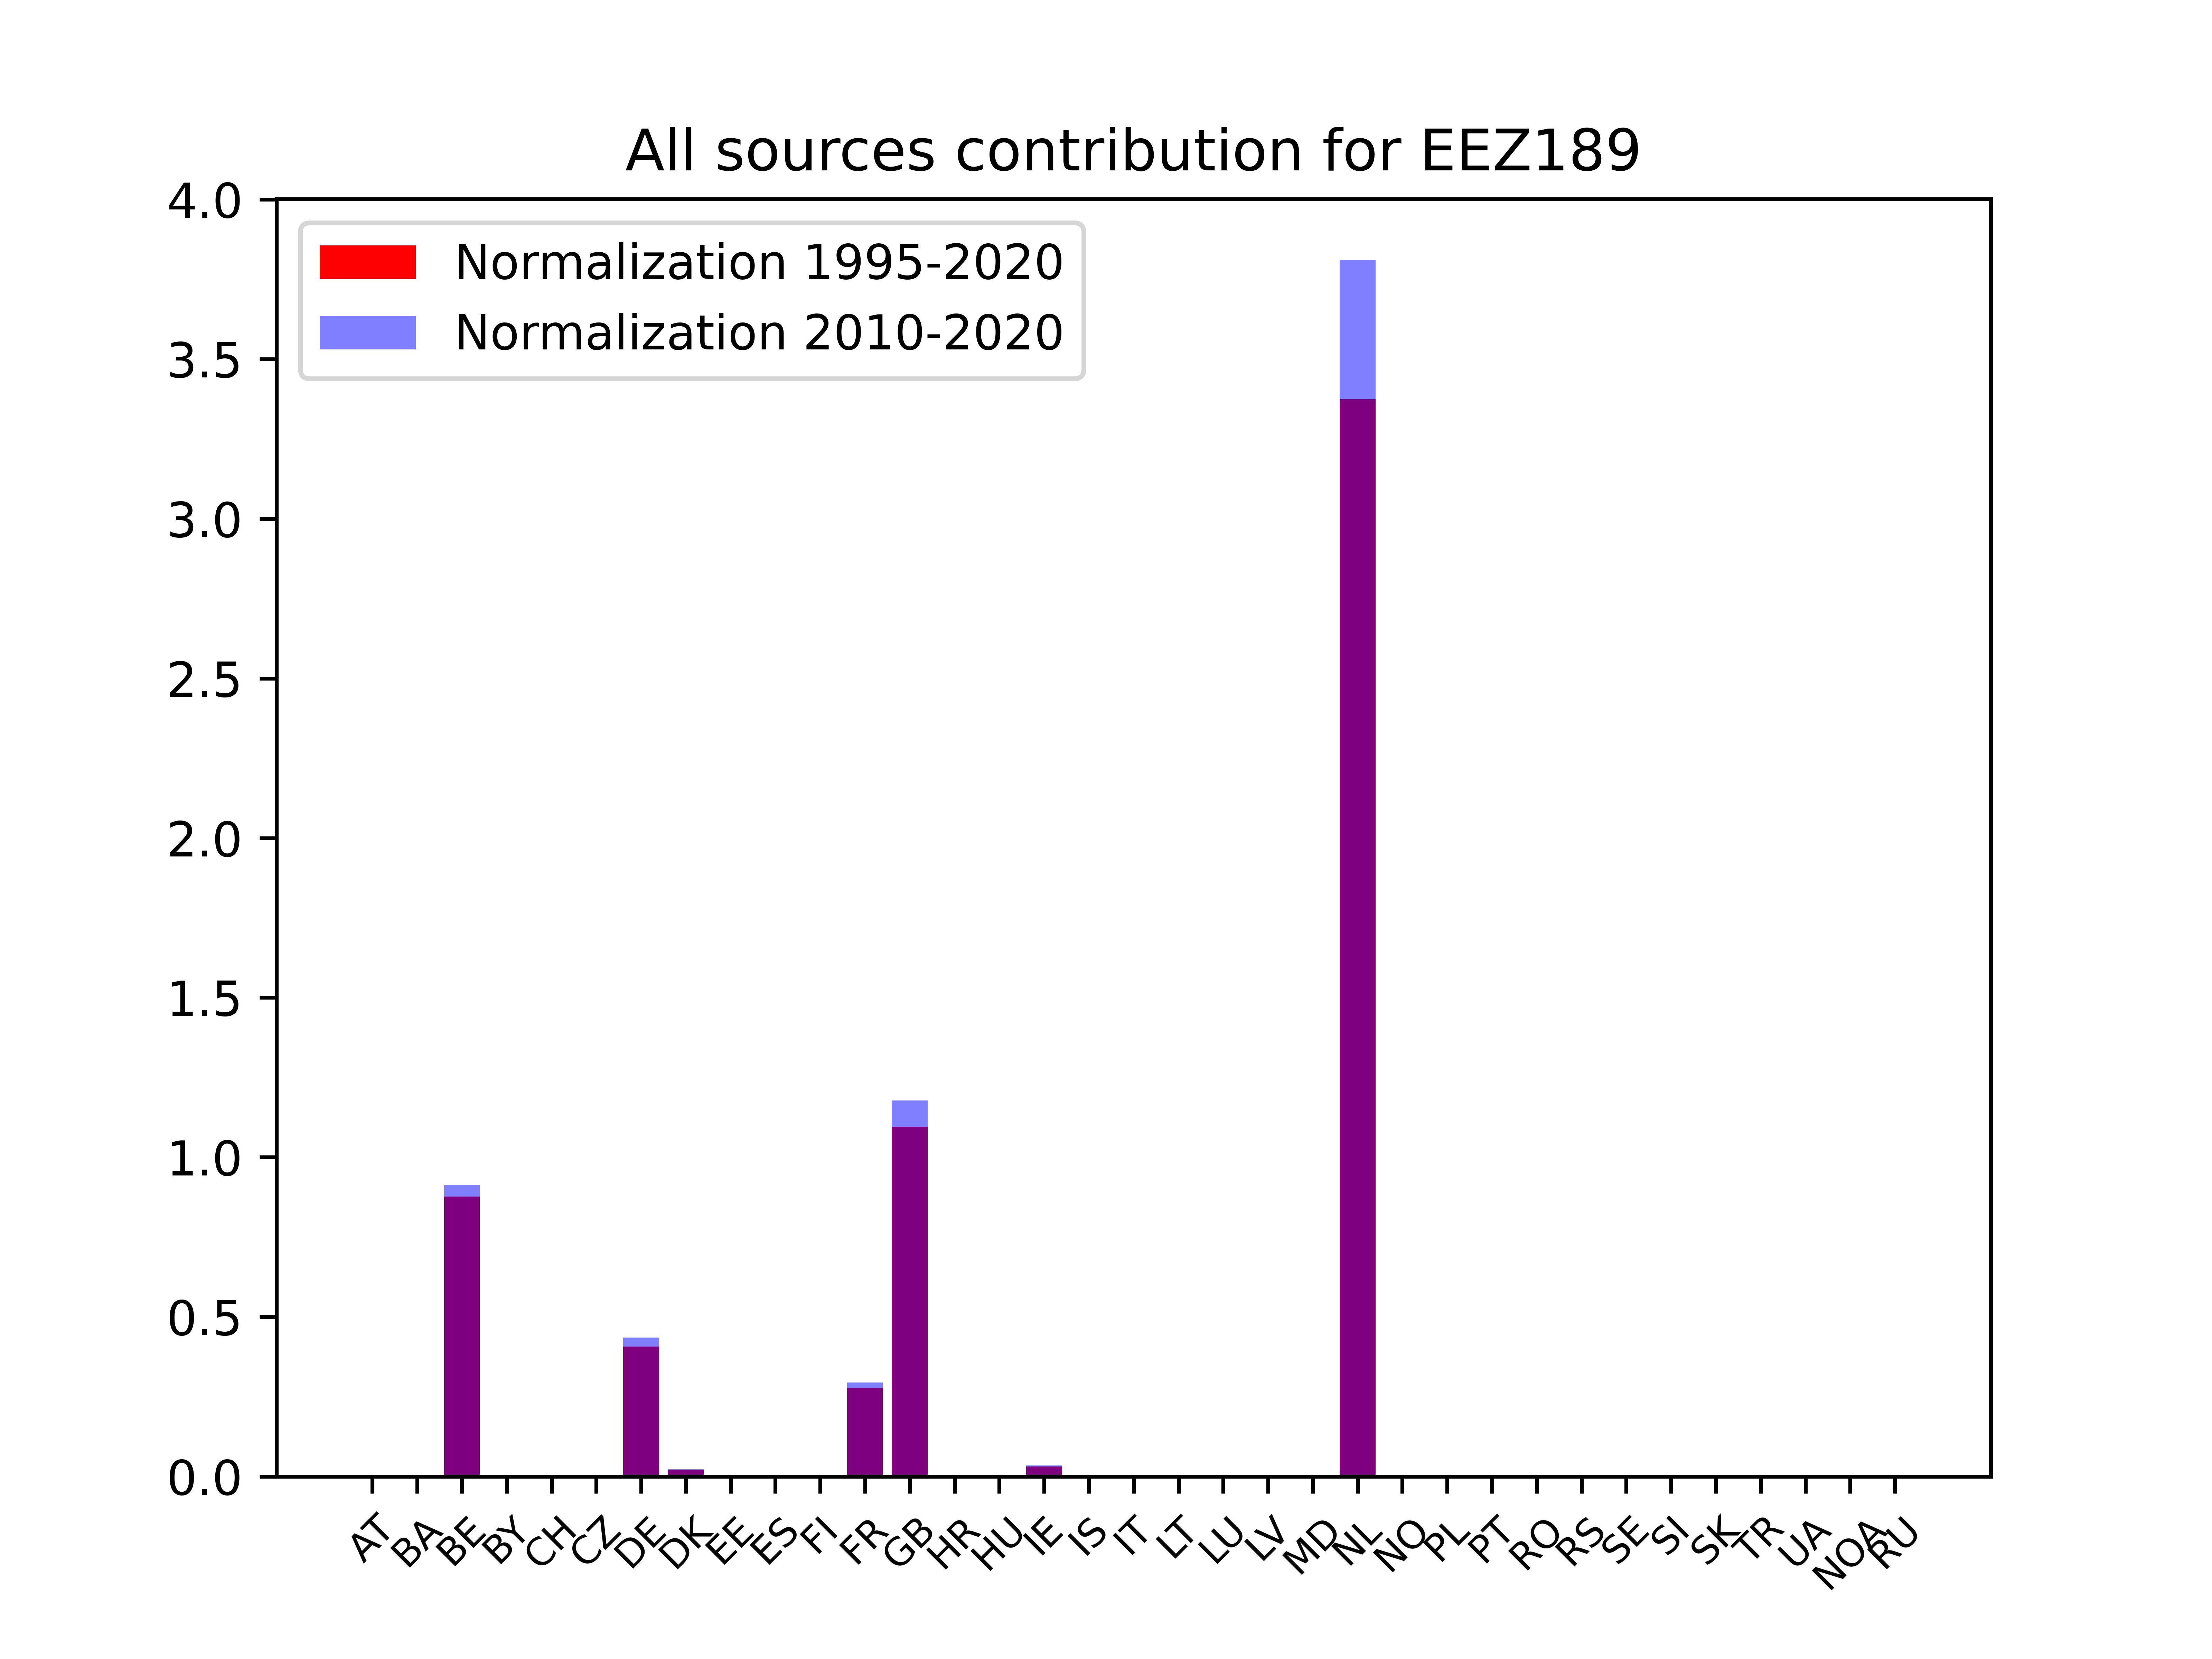 All sources contribution for EEZ189
4.0
3.5
3.0
2.5
2.0
1.5
1.0
0.5
0.0
Normalization 1995-2020
Normalization 2010-2020
AT BA BE BY CH CZ DE DK EE ES FI FR GB HR HU IE IS IT LT LU LV MD NL NO PL PT RO RS SE SI SK TR UA NOA RU